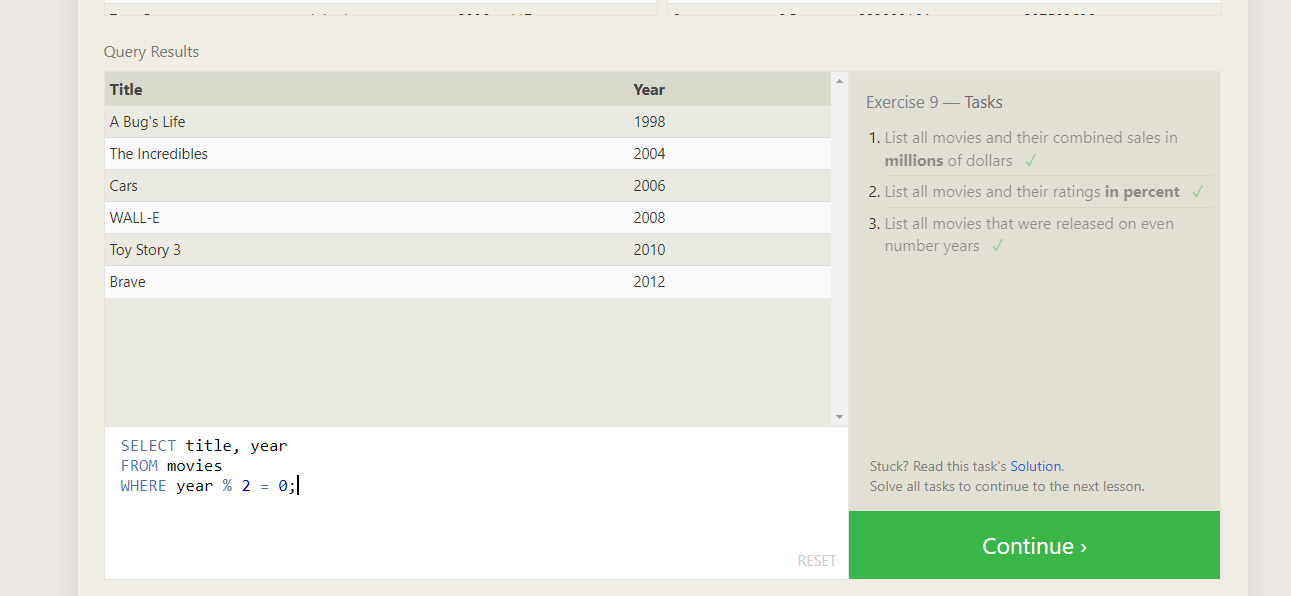 Query Results
Title Year
A Bug's Life 1998
The Incredibles 2004
Cars 2006
WALL-E 2008
Toy Story 3 2010
Brave 2012
SELECT title, year
FROM movies
WHERE year % 2 = 0;
RESET
Exercise 9 — Tasks
1. List all movies and their combined sales in
millions of dollars ✓
2. List all movies and their ratings in percent ✓
3. List all movies that were released on even
number years ✓
Stuck? Read this task's Solution.
Solve all tasks to continue to the next lesson.
Continue ›